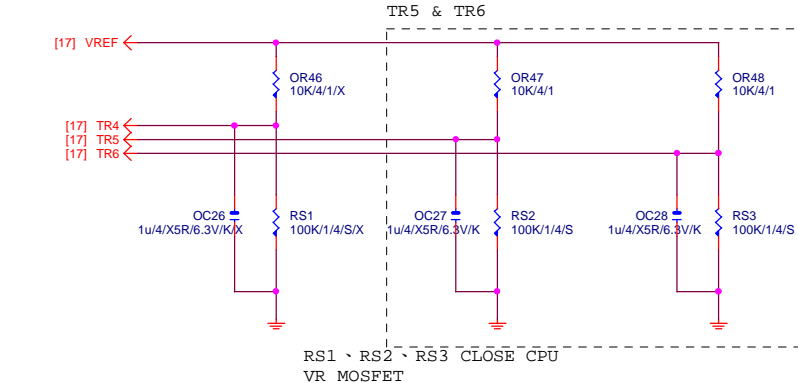 TR5 & TR6
[17] VREF
OR46
10K/4/1/X
OR47
10K/4/1
OR48
10K/4/1
[17] TR4
[17] TR5
[17] TR6
OC26
1u/4/X5R/6.3V/K/X
RS1
100K/1/4/S/X
OC27
1u/4/X5R/6.3V/K
RS2
100K/1/4/S
OC28
1u/4/X5R/6.3V/K
RS3
100K/1/4/S
RS1、RS2、RS3 CLOSE CPU
VR MOSFET